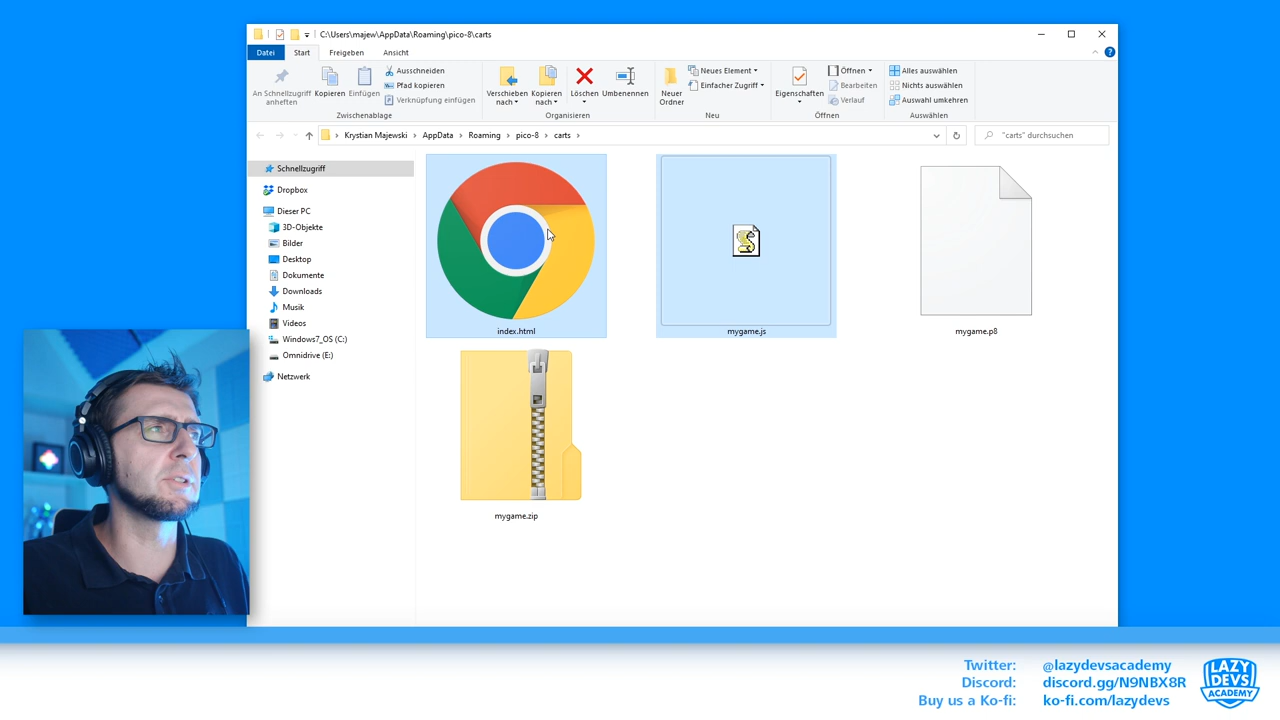 C:\Users\majew\AppData\Roaming\pico-8\carts
Datei Start Freigeben Ansicht
An Schnellzugriff anheften
Kopieren
Einfügen
Ausschneiden
Pfad kopieren
Verknüpfung einfügen
Zwischenablage
Verschieben nach
Kopieren nach
Löschen
Umbenennen
Organisieren
Neuer Ordner
Neues Element
Einfacher Zugriff
Neu
Eigenschaften
Öffnen
Bearbeiten
Verlauf
Öffnen
Alles auswählen
Nichts auswählen
Auswahl umkehren
Auswählen
Krystian Majewski > AppData > Roaming > pico-8 > carts >
"carts" durchsuchen
Schnellzugriff
Dropbox
Dieser PC
3D-Objekte
Bilder
Desktop
Dokumente
Downloads
Musik
Videos
Windows7_OS (C:)
Omnidrive (E:)
Netzwerk
index.html
mygame.js
mygame.p8
mygame.zip
Twitter: @lazydevsacademy
Discord: discord.gg/N9NBX8R
Buy us a Ko-fi: ko-fi.com/lazydevs
LAZY
DEVS
ACADEMY